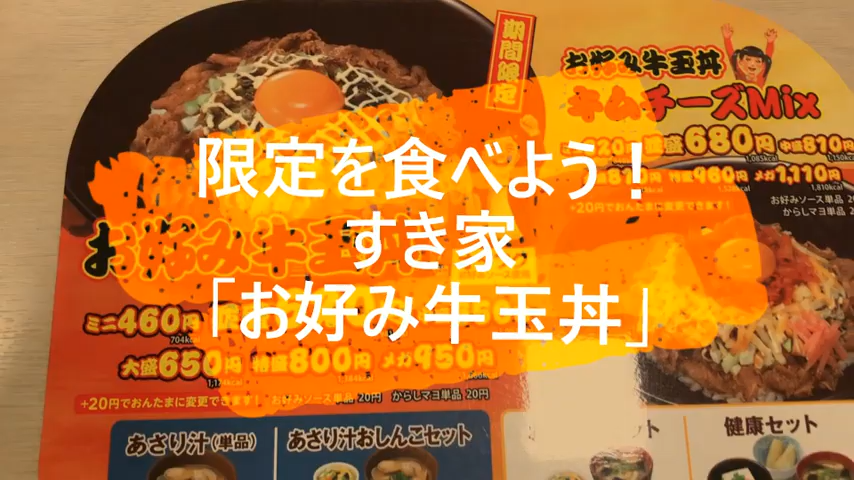 限定を食べよう！
すき家
「お好み牛玉丼」
期間限定
お好み牛玉丼
キムチーズMix
680円 中盛810円
1,085kcal
特盛960円 メガ1,110円
1,810kcal
お好みソース単品
からしマヨ単品
+20円でおんたまに変更できます！
お好み牛玉丼
ミニ460円
704kcal
大盛650円 特盛800円 メガ950円
+20円でおんたまに変更できます！ お好みソース単品 20円 からしマヨ単品 20円
あさり汁(単品) あさり汁おしんこセット
健康セット